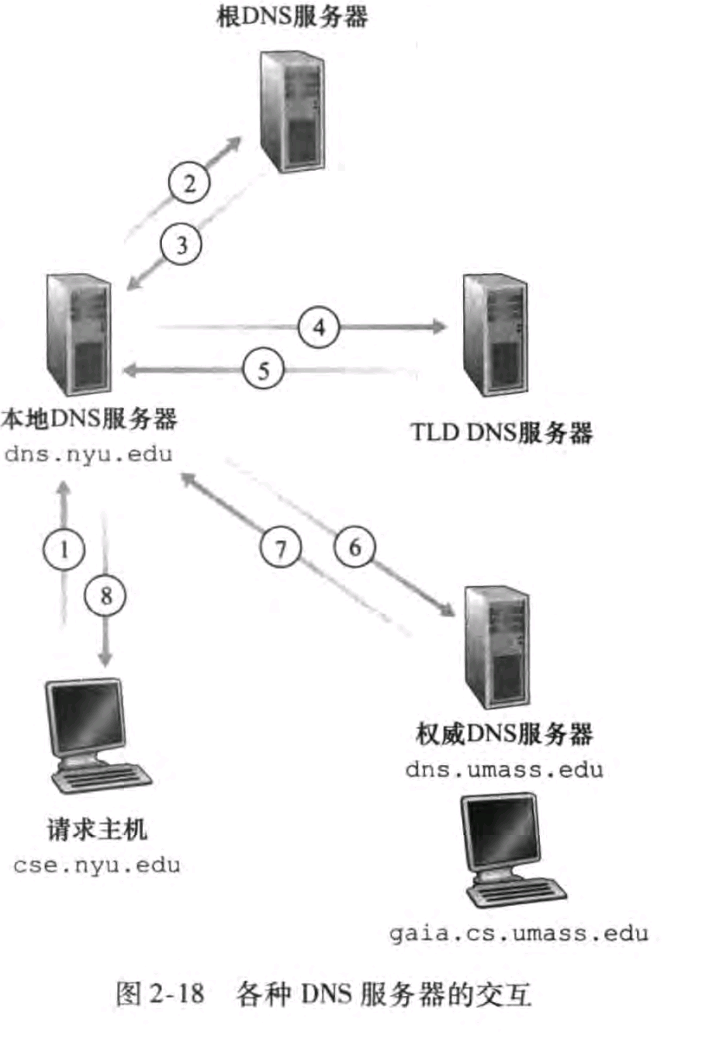 根DNS服务器
2
3
4
5
本地DNS服务器
dns.nyu.edu
TLD DNS服务器
1
8
7
6
权威DNS服务器
dns.umass.edu
请求主机
cse.nyu.edu
gaia.cs.umass.edu
图 2-18 各种 DNS 服务器的交互